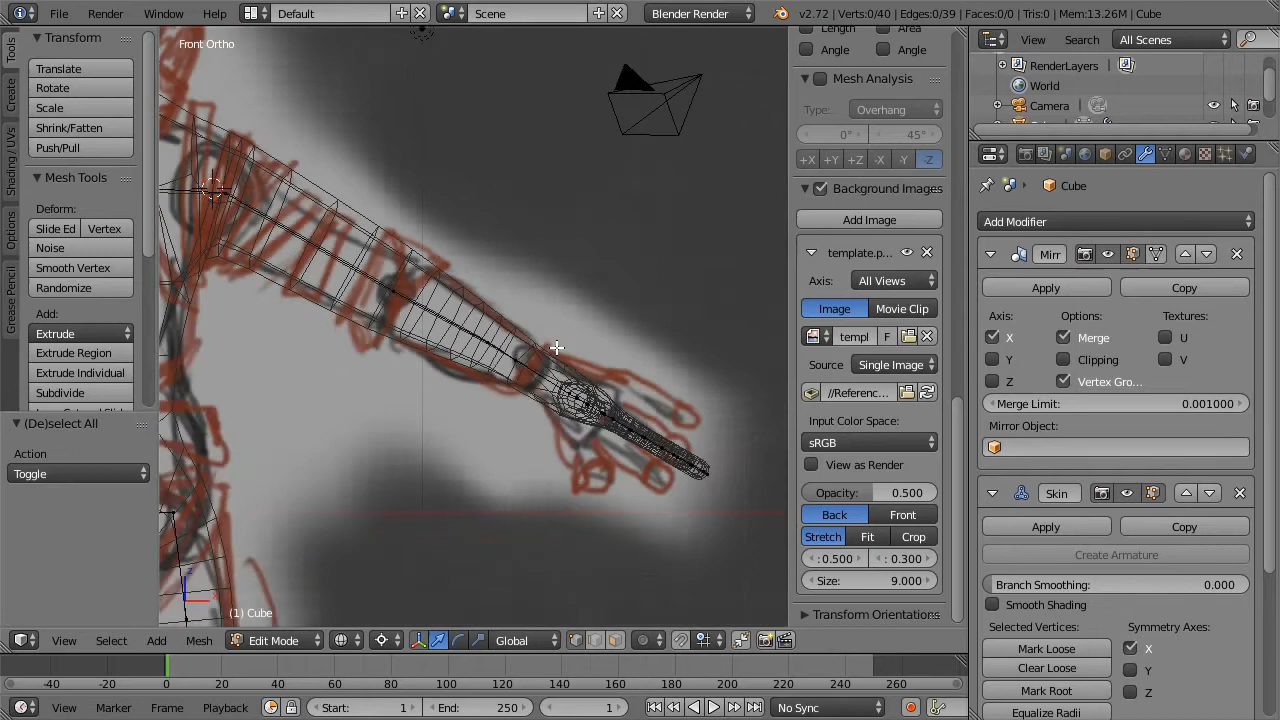 File Render Window Help Default Scene Blender Render v2.72 | Verts:0/40 | Edges:0/39 | Faces:0/0 | Tris:0 | Mem:13.26M | Cube
Tools
Create
Shading / UVs
Options
Grease Pencil
Transform
Translate
Rotate
Scale
Shrink/Fatten
Push/Pull
Mesh Tools
Deform:
Slide Ed Vertex
Noise
Smooth Vertex
Randomize
Add:
Extrude
Extrude Region
Extrude Individual
Subdivide
(De)select All
Action
Toggle
Front Ortho
(1) Cube
Length Area
Angle Angle
Mesh Analysis
Type: Overhang
0° 45°
+X +Y +Z -X -Y -Z
Background Images
Add Image
template.p...
Axis: All Views
Image Movie Clip
templ F
Source Single Image
//Referenc...
Input Color Space:
sRGB
View as Render
Opacity: 0.500
Back Front
Stretch Fit Crop
: 0.500 : 0.300
Size: 9.000
Transform Orientations
View Search All Scenes
RenderLayers
World
Camera
Cube
Add Modifier
Mirr
Apply Copy
Axis: Options: Textures:
X Merge U
Y Clipping V
Z Vertex Gro...
Merge Limit: 0.001000
Mirror Object:
Skin
Apply Copy
Create Armature
Branch Smoothing: 0.000
Smooth Shading
Selected Vertices: Symmetry Axes:
Mark Loose X
Clear Loose Y
Mark Root Z
Equalize Radii
View Select Add Mesh Edit Mode Global
-40 -20 0 20 40 60 80 100 120 140 160 180 200 220 240 260
View Marker Frame Playback Start: 1 End: 250 1 No Sync